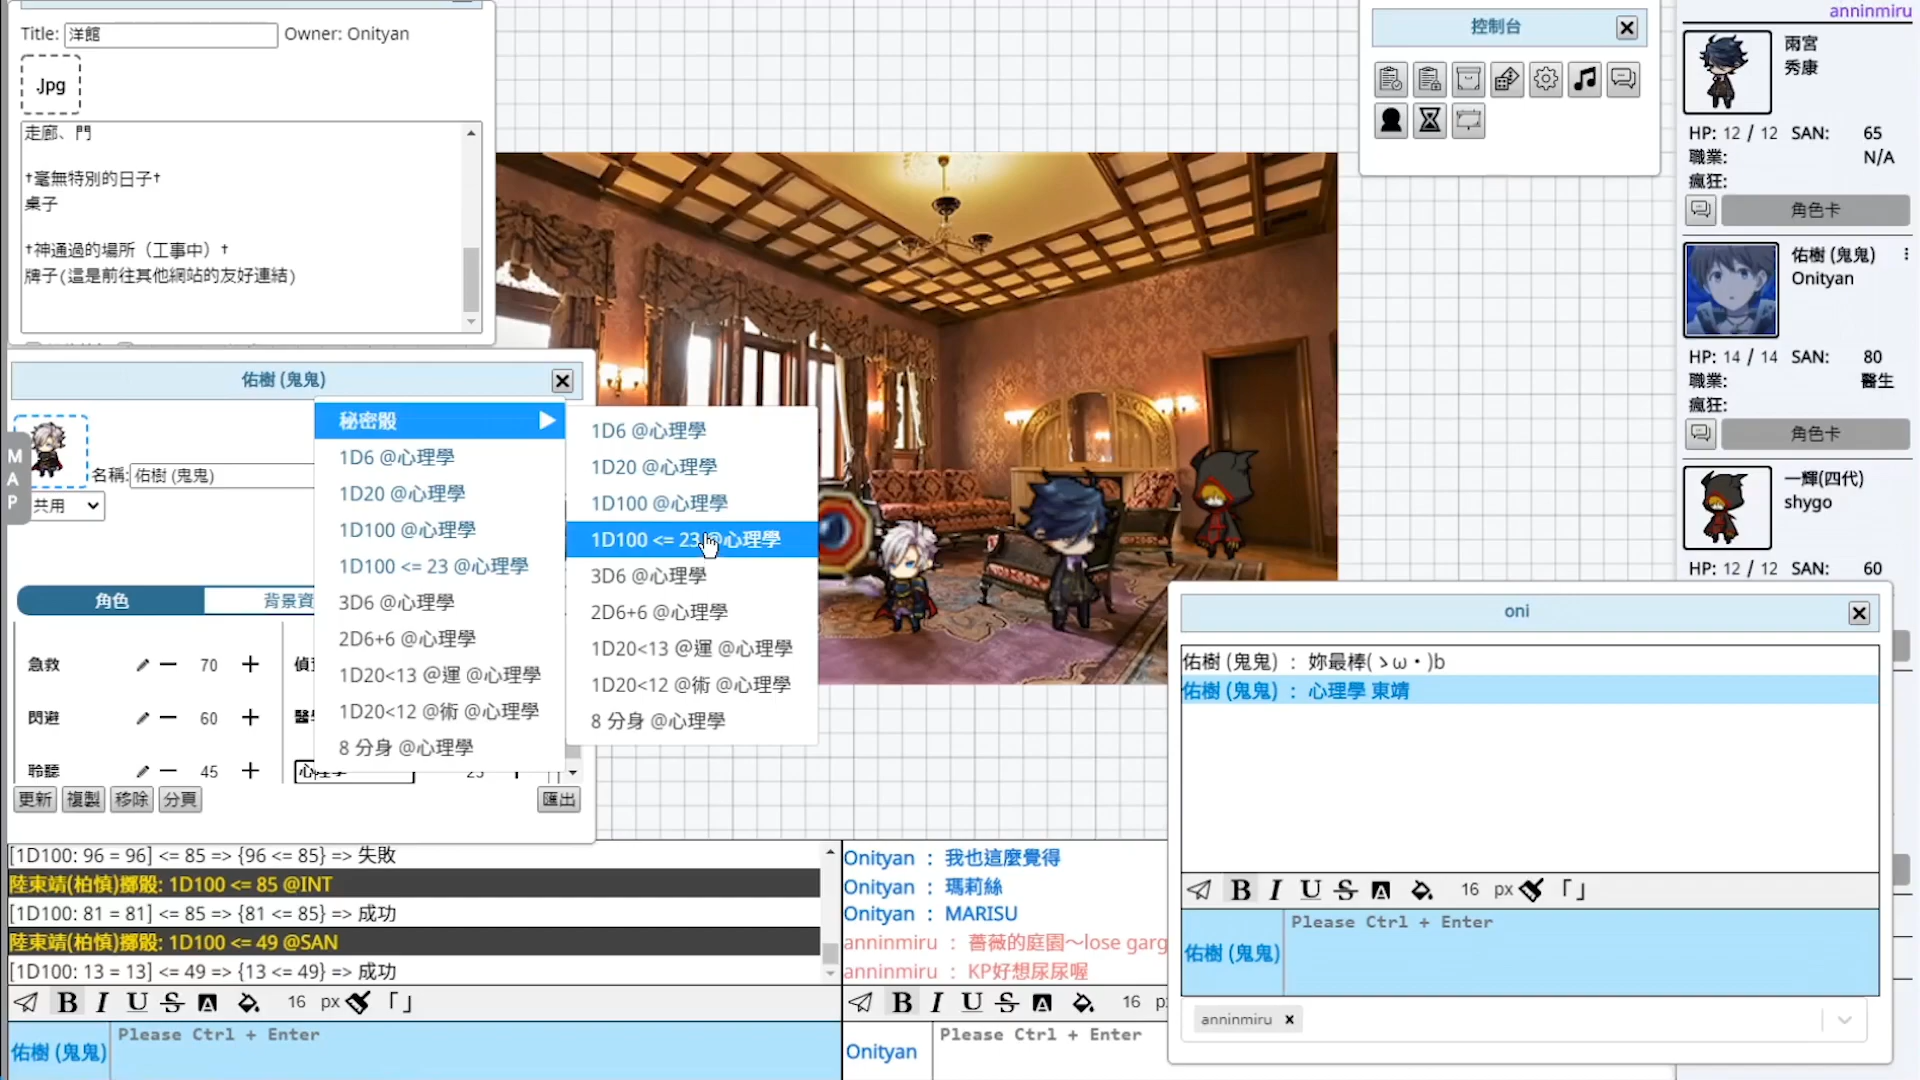 Title: 洋館 Owner: Onityan
Jpg
走廊、門
†毫無特別的日子†
桌子
†神通過的場所（工事中）†
牌子(這是前往其他網站的友好連結)
佑樹 (鬼鬼)
名稱: 佑樹 (鬼鬼)
M
A
P
共用
角色
急救 70
閃避 60
聆聽 45
更新 複製 移除 分頁 匯出
秘密骰
1D6 @心理學
1D20 @心理學
1D100 @心理學
1D100 <= 23 @心理學
3D6 @心理學
2D6+6 @心理學
1D20<13 @運 @心理學
1D20<12 @術 @心理學
8 分身 @心理學
1D6 @心理學
1D20 @心理學
1D100 @心理學
1D100 <= 23 @心理學
3D6 @心理學
2D6+6 @心理學
1D20<13 @運 @心理學
1D20<12 @術 @心理學
8 分身 @心理學
控制台
anninmiru
雨宮
秀康
HP: 12 / 12 SAN: 65
職業: N/A
瘋狂:
角色卡
佑樹 (鬼鬼)
Onityan
HP: 14 / 14 SAN: 80
職業: 醫生
瘋狂:
角色卡
一輝(四代)
shygo
HP: 12 / 12 SAN: 60
oni
佑樹 (鬼鬼) : 妳最棒(ゝω・)b
佑樹 (鬼鬼) : 心理學 東靖
B I U S A 16 px 「」
佑樹 (鬼鬼) Please Ctrl + Enter
anninmiru
[1D100: 96 = 96] <= 85 => {96 <= 85} => 失敗
陸東靖(柏慎)擲骰: 1D100 <= 85 @INT
[1D100: 81 = 81] <= 85 => {81 <= 85} => 成功
陸東靖(柏慎)擲骰: 1D100 <= 49 @SAN
[1D100: 13 = 13] <= 49 => {13 <= 49} => 成功
B I U S A 16 px 「」
佑樹 (鬼鬼) Please Ctrl + Enter
Onityan : 我也這麼覺得
Onityan : 瑪莉絲
Onityan : MARISU
anninmiru : 薔薇的庭園～lose garg
anninmiru : KP好想尿尿喔
B I U S A 16
Onityan Please Ctrl + Enter